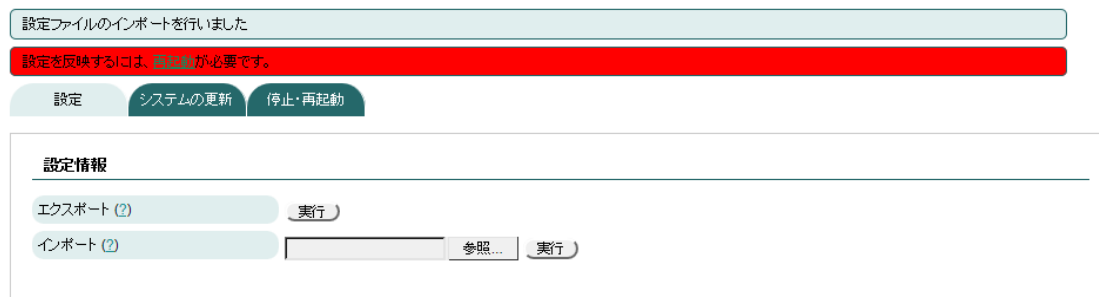 設定ファイルのインポートを行いました
設定を反映するには、再起動が必要です。
設定 システムの更新 停止・再起動
設定情報
エクスポート (?) 実行
インポート (?) 参照... 実行